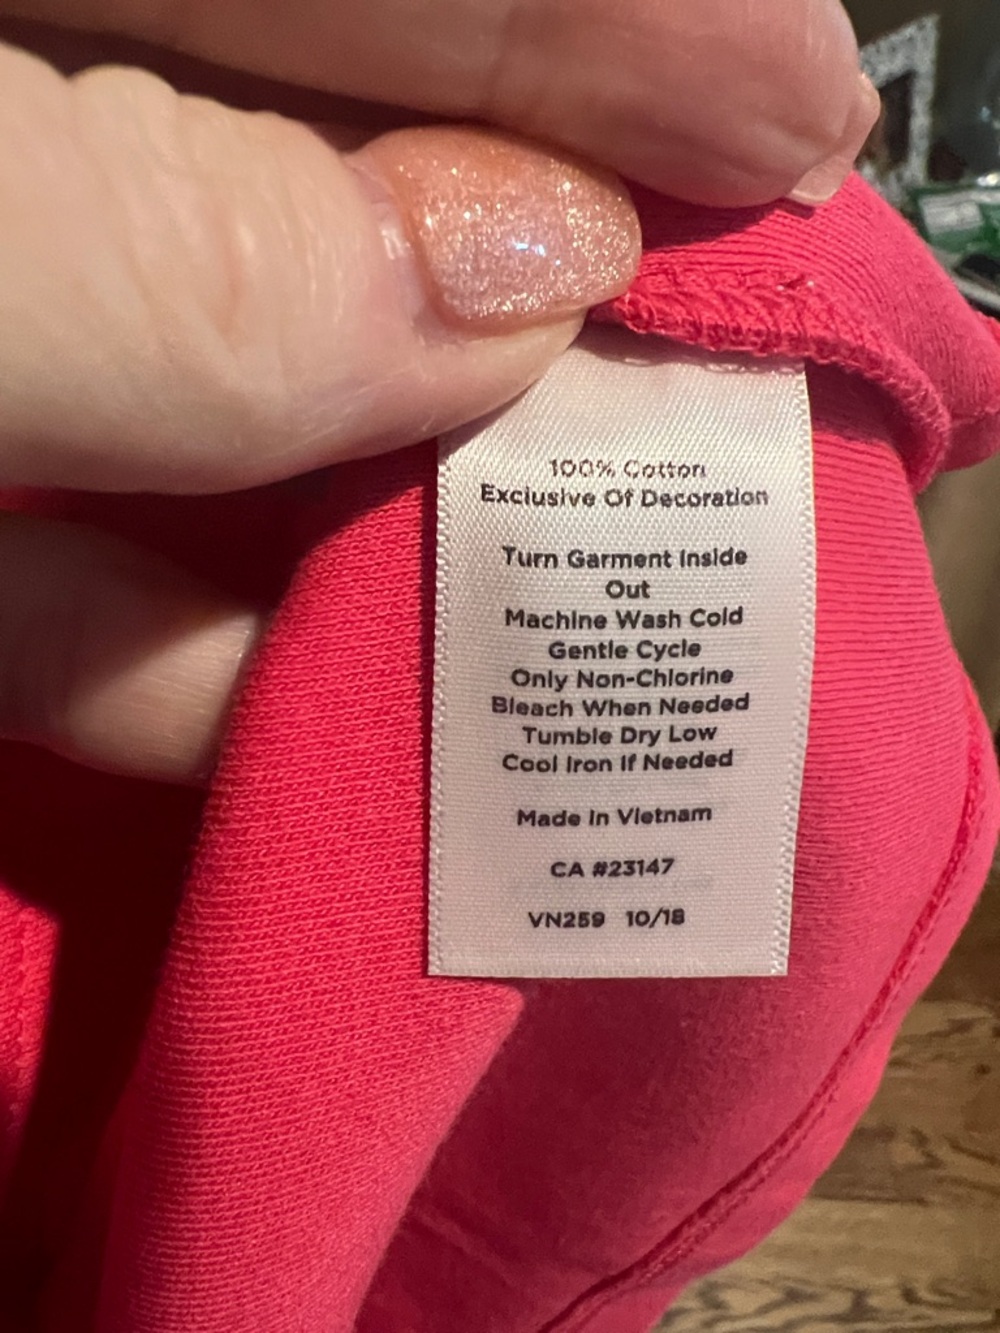 100% Cotton
Exclusive Of Decoration
Turn Garment Inside
Out
Machine Wash Cold
Gentle Cycle
Only Non-Chlorine
Bleach When Needed
Tumble Dry Low
Cool Iron If Needed
Made In Vietnam
CA #23147
VN259 10/18